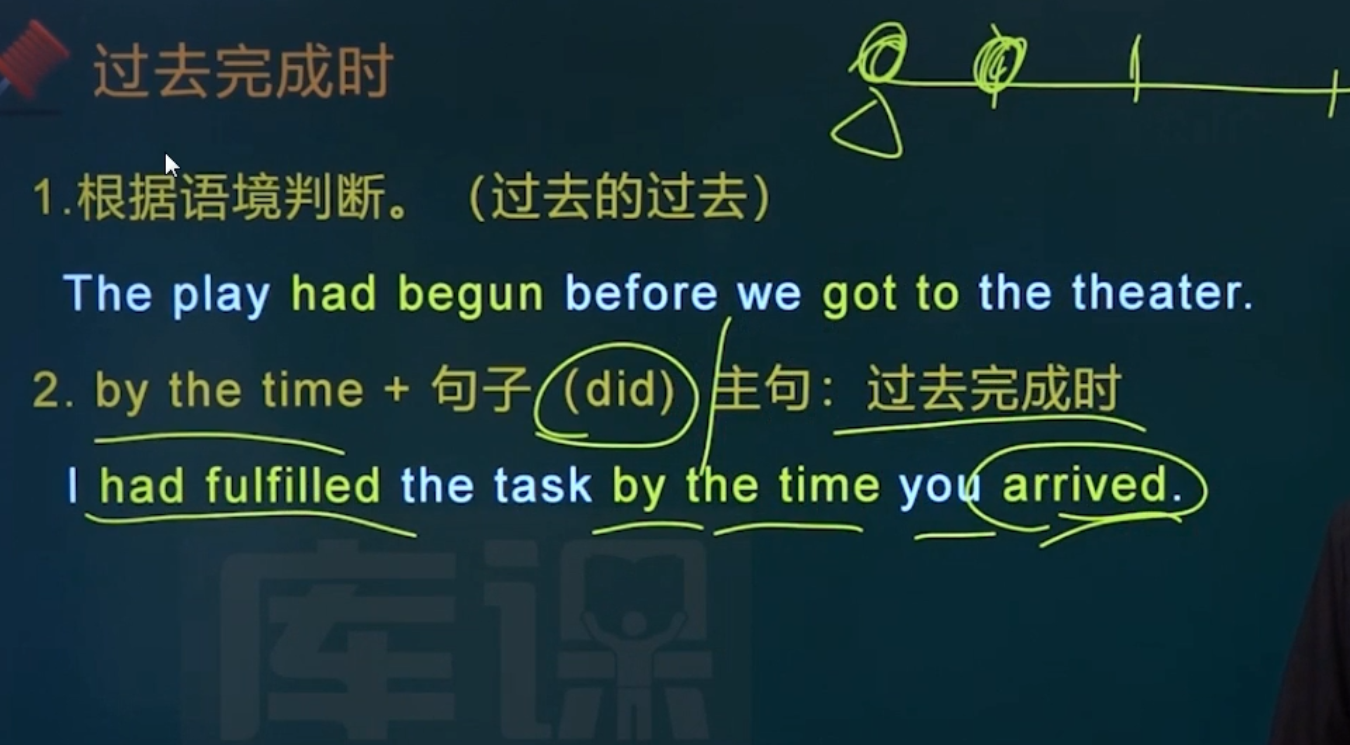 过去完成时
1.根据语境判断。（过去的过去）
The play had begun before we got to the theater.
2. by the time + 句子（did）主句：过去完成时
I had fulfilled the task by the time you arrived.
库课